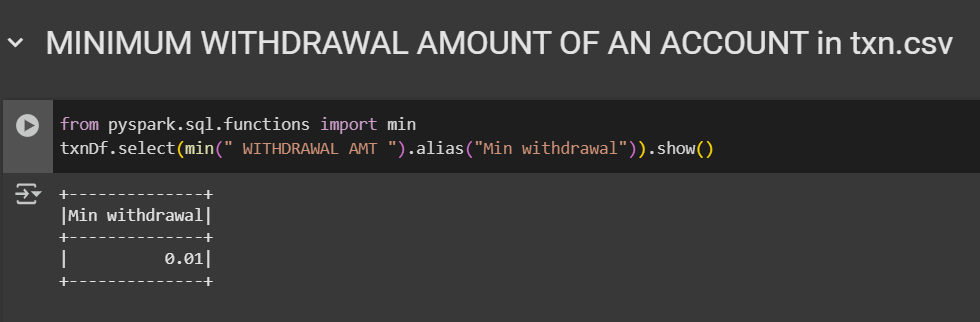 MINIMUM WITHDRAWAL AMOUNT OF AN ACCOUNT in txn.csv
from pyspark.sql.functions import min
txnDf.select(min(" WITHDRAWAL AMT ").alias("Min withdrawal")).show()
+--------------+
|Min withdrawal|
+--------------+
|          0.01|
+--------------+